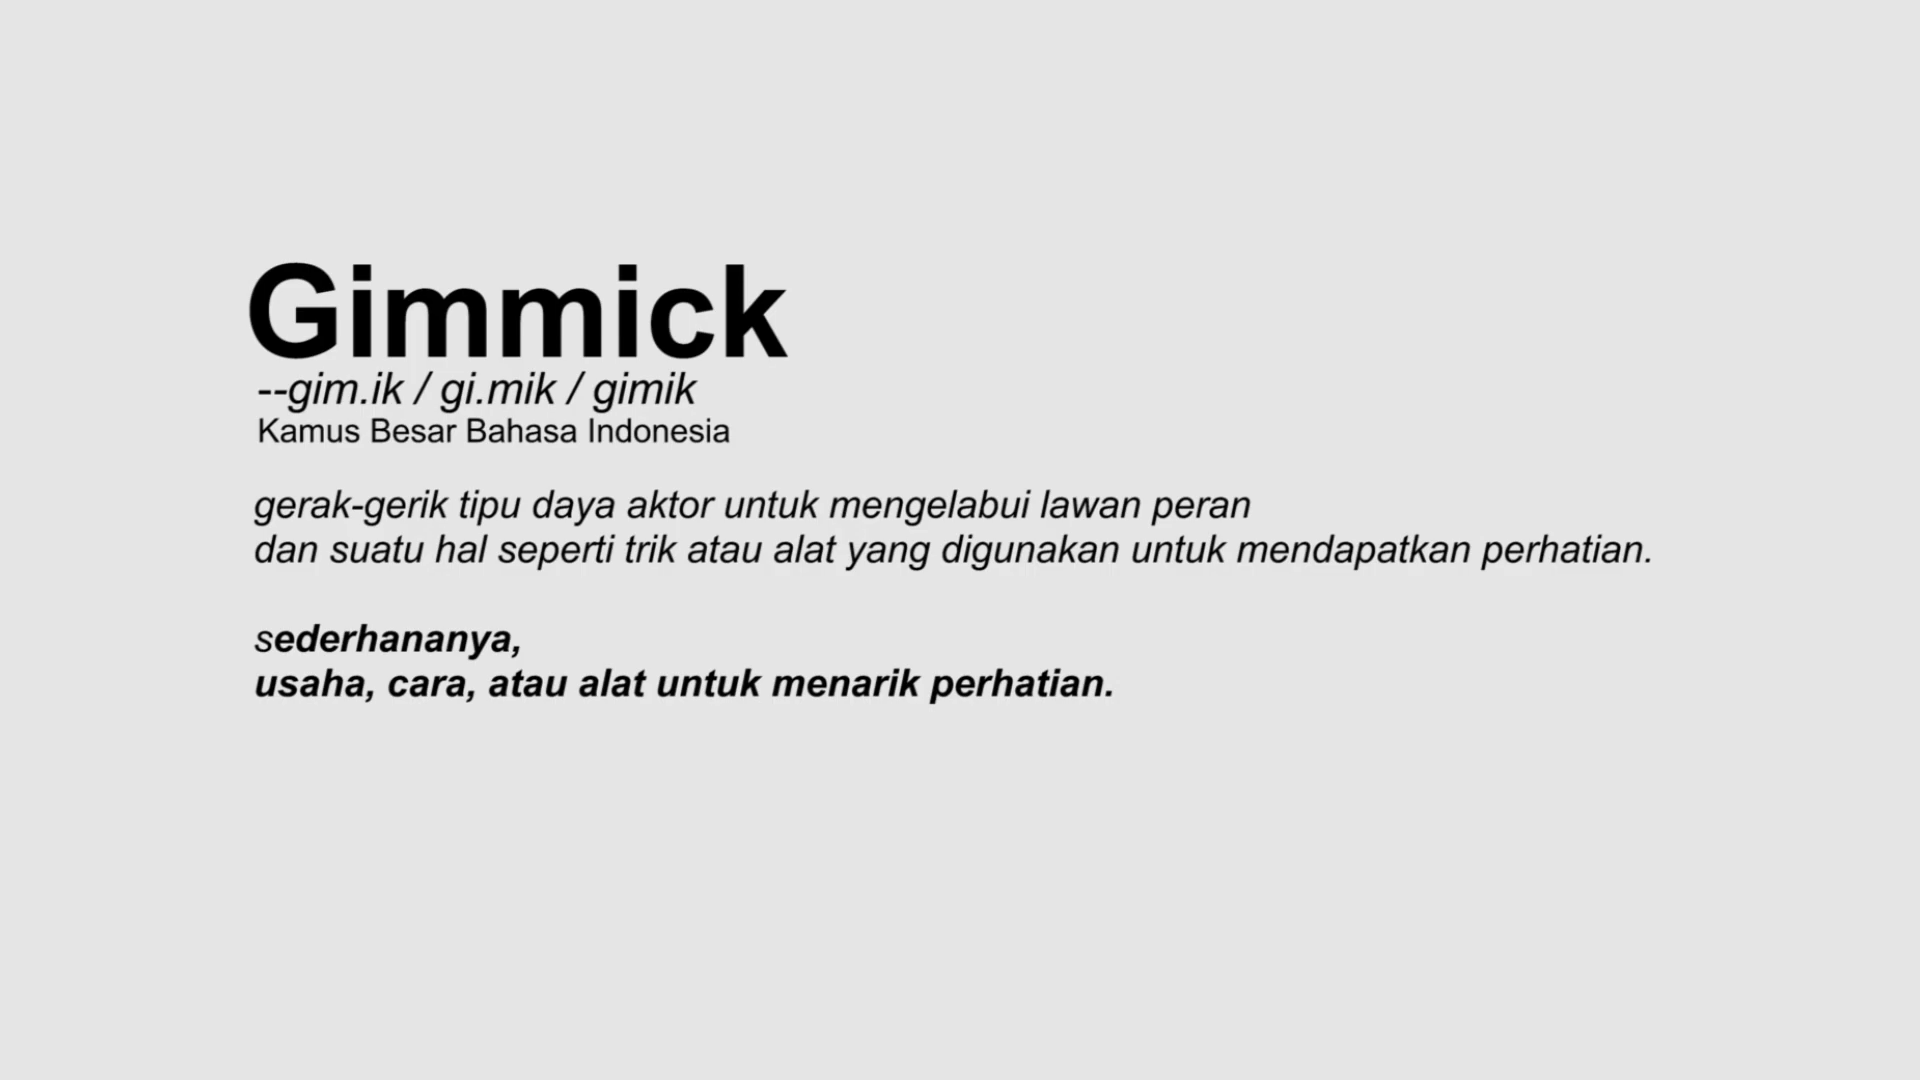 Gimmick
--gim.ik / gi.mik / gimik
Kamus Besar Bahasa Indonesia
gerak-gerik tipu daya aktor untuk mengelabui lawan peran
dan suatu hal seperti trik atau alat yang digunakan untuk mendapatkan perhatian.
sederhananya,
usaha, cara, atau alat untuk menarik perhatian.